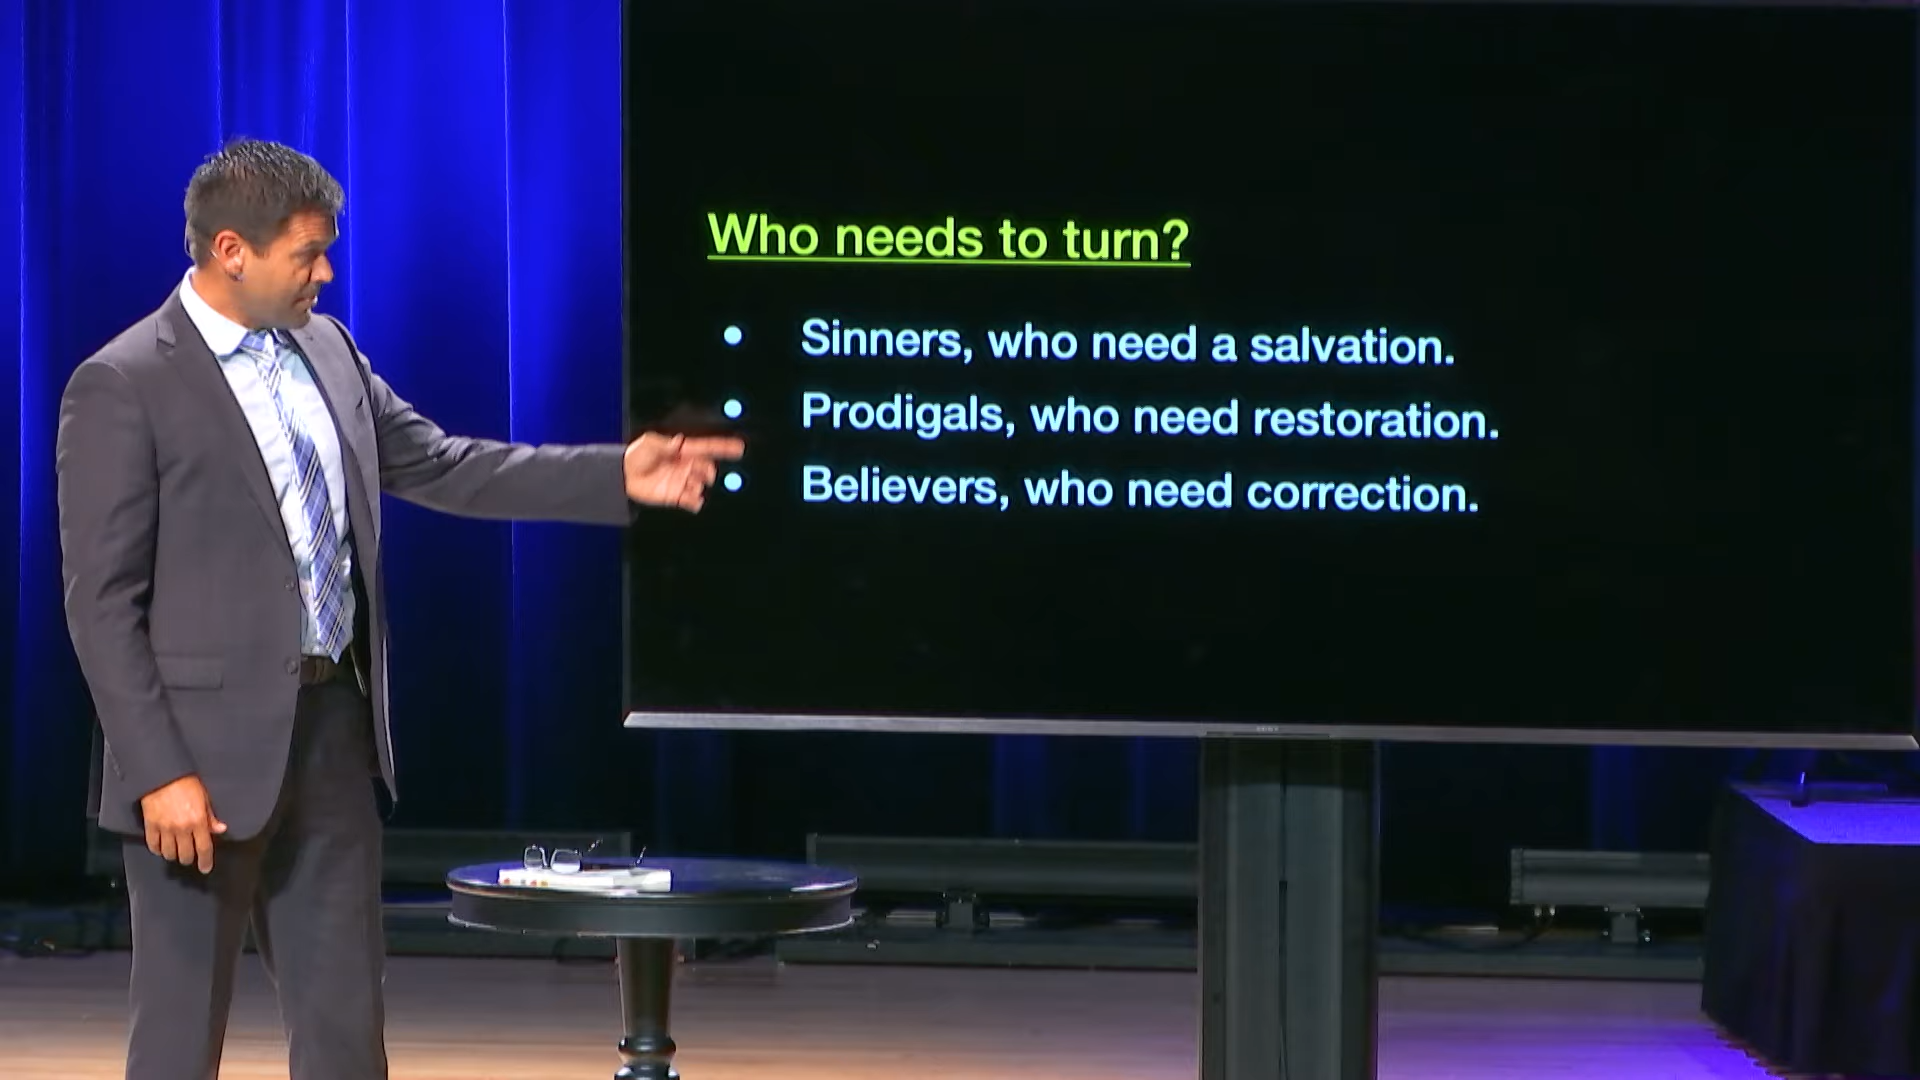 Who needs to turn?
• Sinners, who need a salvation.
• Prodigals, who need restoration.
• Believers, who need correction.